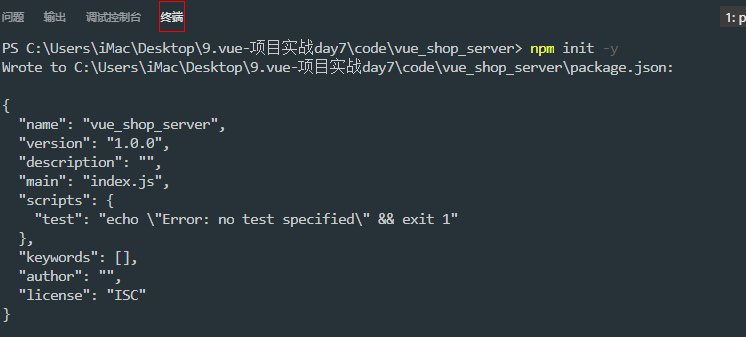 问题 输出 调试控制台 终端 1: p
PS C:\Users\iMac\Desktop\9.vue-项目实战day7\code\vue_shop_server> npm init -y
Wrote to C:\Users\iMac\Desktop\9.vue-项目实战day7\code\vue_shop_server\package.json:
{
  "name": "vue_shop_server",
  "version": "1.0.0",
  "description": "",
  "main": "index.js",
  "scripts": {
    "test": "echo \"Error: no test specified\" && exit 1"
  },
  "keywords": [],
  "author": "",
  "license": "ISC"
}